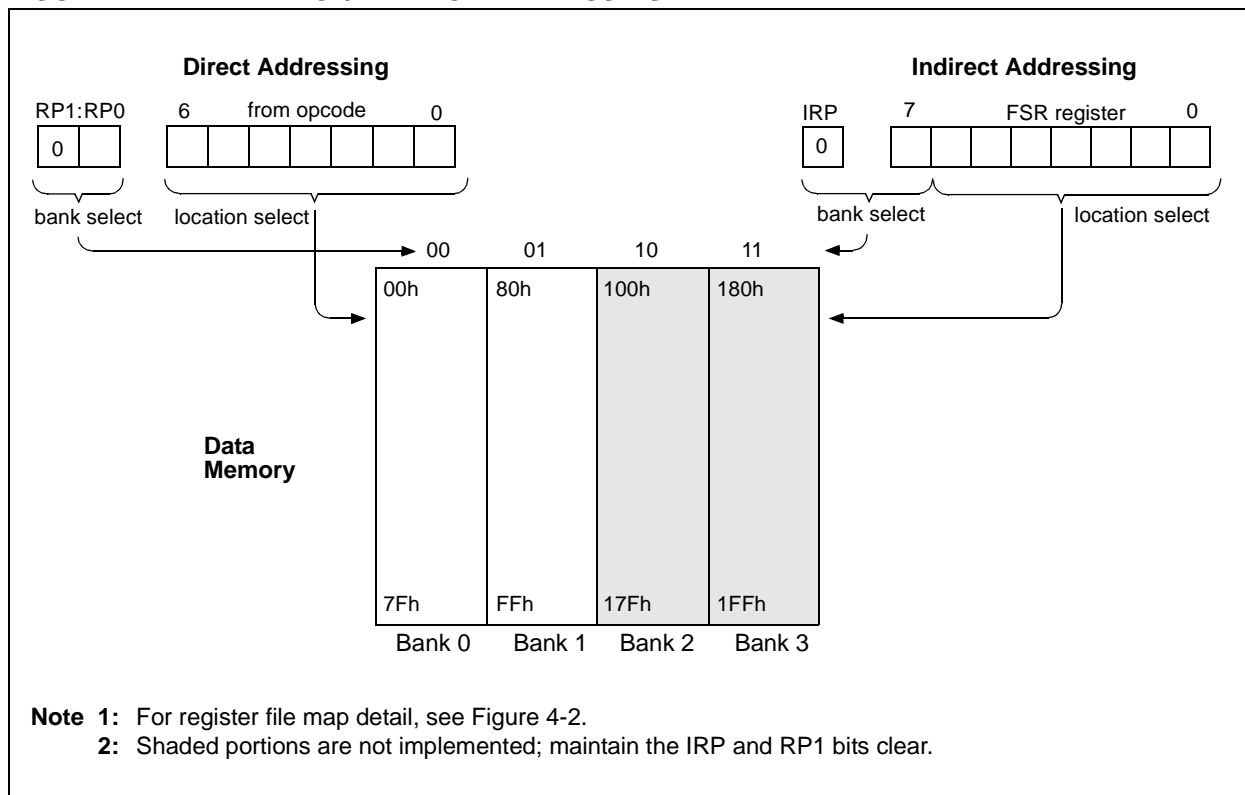 Direct Addressing
Indirect Addressing
RP1:RP0 6 from opcode 0
IRP 7 FSR register 0
0
0
bank select location select
bank select location select
00 01 10 11
00h 80h 100h 180h
Data
Memory
7Fh FFh 17Fh 1FFh
Bank 0 Bank 1 Bank 2 Bank 3
Note 1: For register file map detail, see Figure 4-2.
2: Shaded portions are not implemented; maintain the IRP and RP1 bits clear.